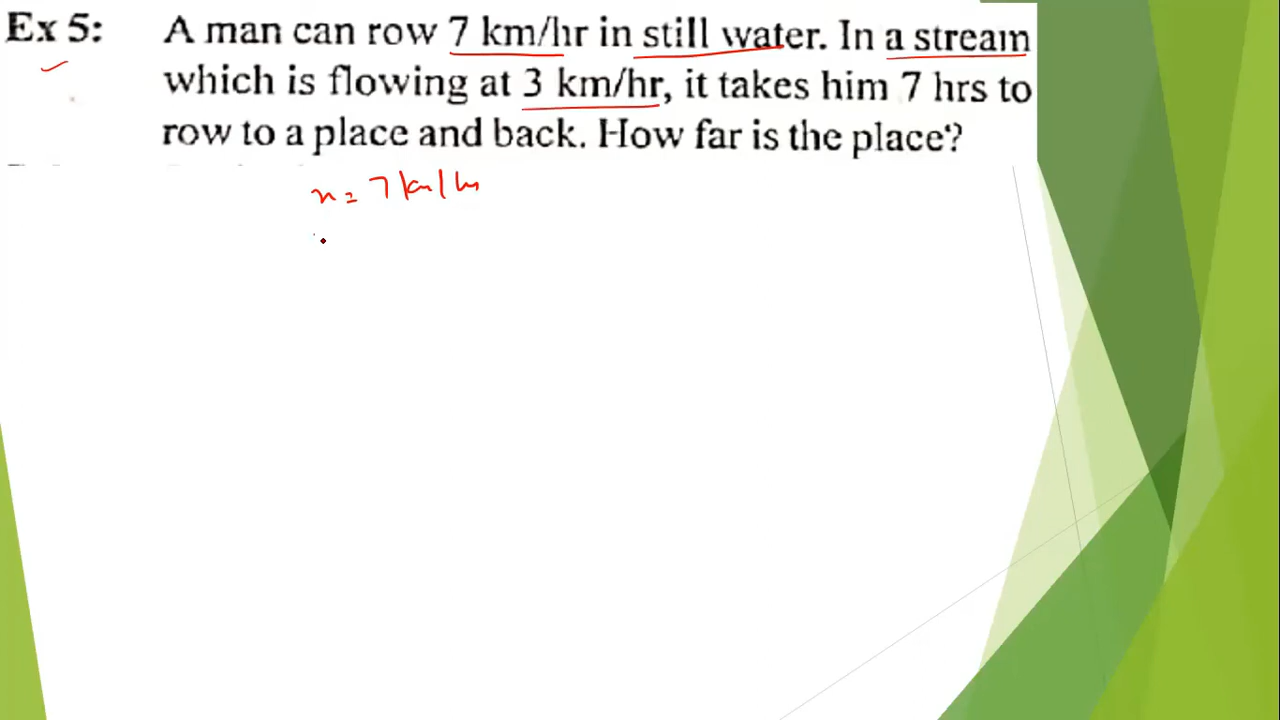 Ex 5: A man can row 7 km/hr in still water. In a stream
which is flowing at 3 km/hr, it takes him 7 hrs to
row to a place and back. How far is the place?
x = 7 km/hr